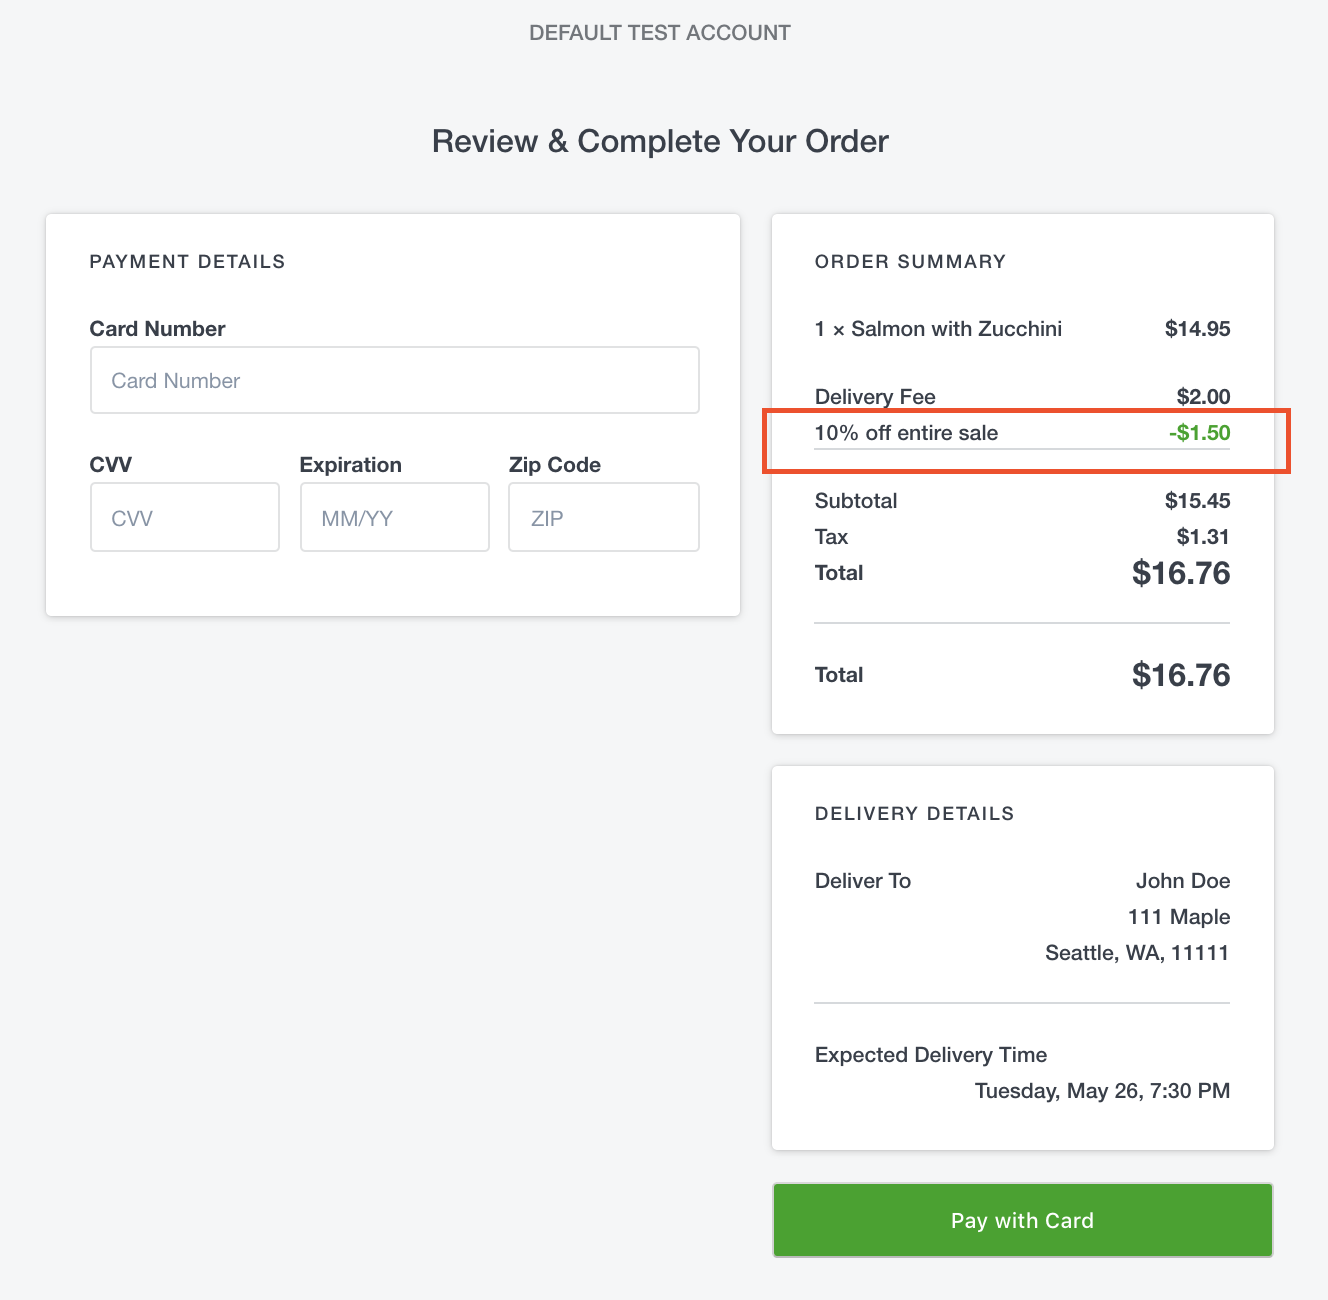 DEFAULT TEST ACCOUNT
Review & Complete Your Order
PAYMENT DETAILS
Card Number
Card Number
CVV Expiration Zip Code
CVV MM/YY ZIP
ORDER SUMMARY
1 × Salmon with Zucchini $14.95
Delivery Fee $2.00
10% off entire sale -$1.50
Subtotal $15.45
Tax $1.31
Total $16.76
Total $16.76
DELIVERY DETAILS
Deliver To John Doe
111 Maple
Seattle, WA, 11111
Expected Delivery Time
Tuesday, May 26, 7:30 PM
Pay with Card